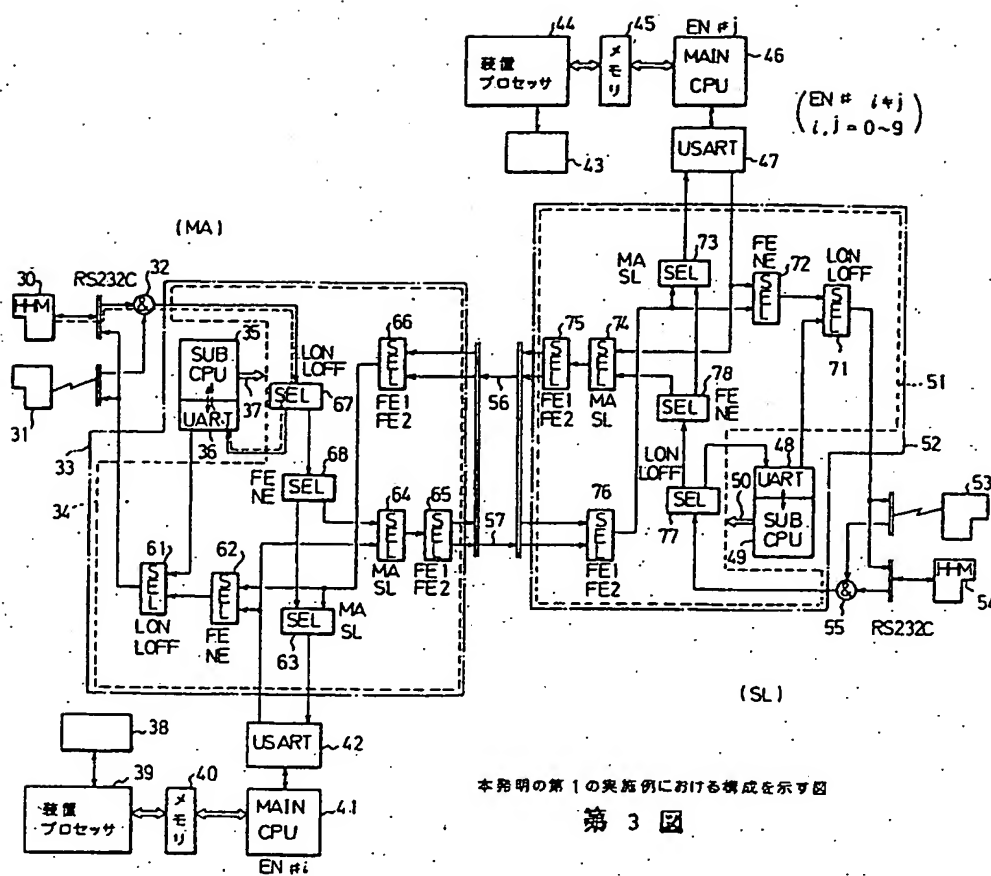 44
45
EN #j
46
装置
プロセッサ
メモリ
MAIN
CPU
(EN # i≠j
i,j=0~9)
43
USART
47
(MA)
30
HHM
RS232C
32
&
31
35
SUB
CPU
37
UART
36
LON
LOFF
SEL
67
66
SEL
FE1
FE2
68
FE
NE
SEL
33
34
64
SEL
MA
SL
65
SEL
FE1
FE2
61
SEL
LON
LOFF
62
SEL
FE
NE
SEL
63
MA
SL
56
57
73
MA
SL
SEL
FE
NE
72
SEL
LON
LOFF
SEL
71
75
SEL
FE1
FE2
74
SEL
MA
SL
78
SEL
FE
NE
51
52
LON
LOFF
SEL
77
76
SEL
FE1
FE2
48
UART
50
SUB
CPU
49
53
HHM
54
&
55
RS232C
(SL)
USART
42
38
39
40
装置
プロセッサ
メモリ
MAIN
CPU
41
EN #i
本発明の第1の実施例における構成を示す図
第 3 図